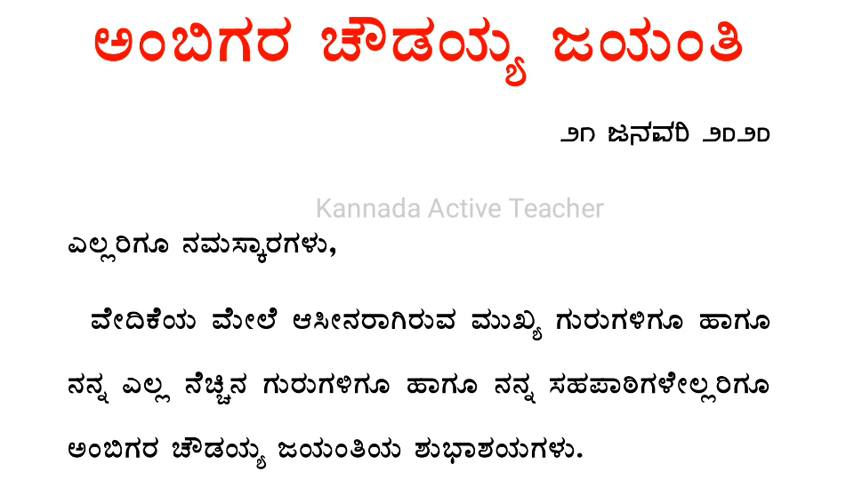 ಅಂಬಿಗರ ಚೌಡಯ್ಯ ಜಯಂತಿ
೨೧ ಜನವರಿ ೨೦೨೦
Kannada Active Teacher
ಎಲ್ಲರಿಗೂ ನಮಸ್ಕಾರಗಳು,
ವೇದಿಕೆಯ ಮೇಲೆ ಆಸೀನರಾಗಿರುವ ಮುಖ್ಯ ಗುರುಗಳಿಗೂ ಹಾಗೂ
ನನ್ನ ಎಲ್ಲ ನೆಚ್ಚಿನ ಗುರುಗಳಿಗೂ ಹಾಗೂ ನನ್ನ ಸಹಪಾಠಿಗಳೇಲ್ಲರಿಗೂ
ಅಂಬಿಗರ ಚೌಡಯ್ಯ ಜಯಂತಿಯ ಶುಭಾಶಯಗಳು.